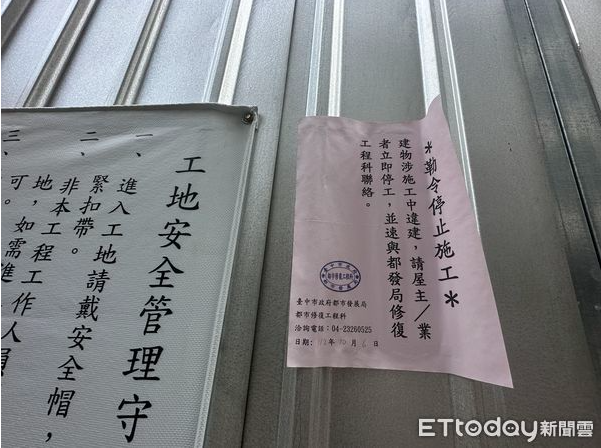 工地安全管理守
一、進入工地請戴安全帽，
緊扣帶。
二、非本工程工作人員
地，如需進
可。
三、
＊勒令停止施工＊
建物涉施工中違建，請屋主／業
者立即停工，並速與都發局修復
工程科聯絡。
臺中市政府都市發展局
都市修復工程科
洽詢電話：04-23260525
日期：年月日
ETtoday新聞雲